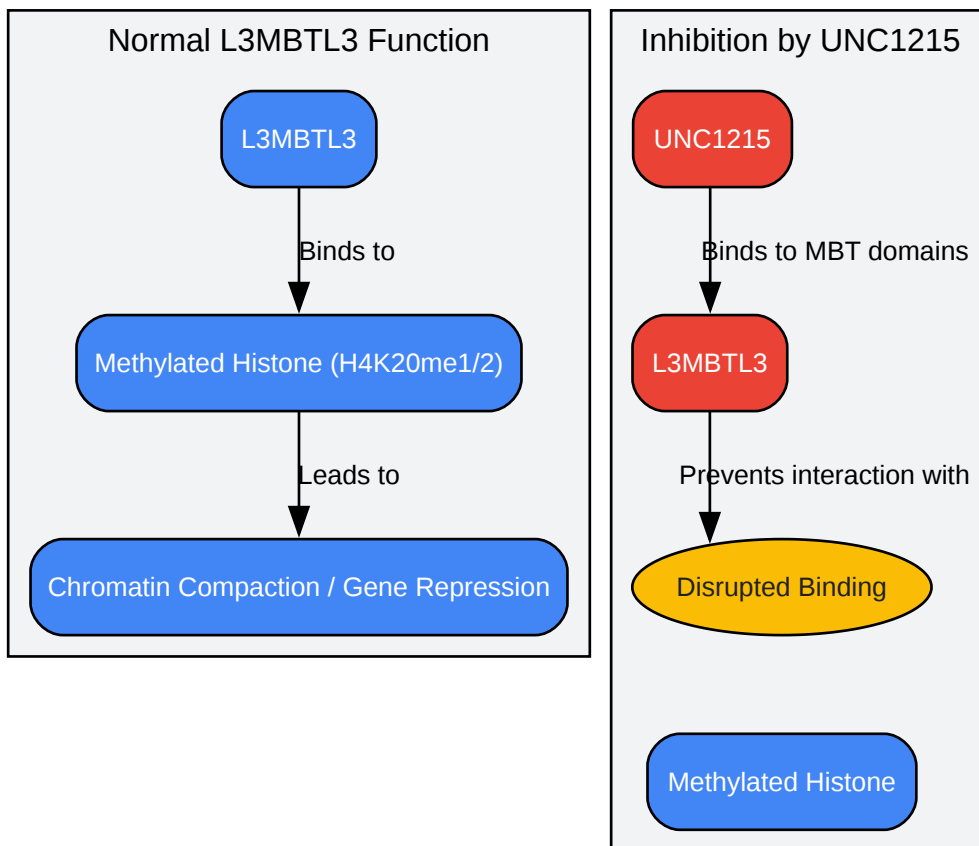 Normal L3MBTL3 Function
L3MBTL3
Binds to
Methylated Histone (H4K20me1/2)
Leads to
Chromatin Compaction / Gene Repression
Inhibition by UNC1215
UNC1215
Binds to MBT domains
L3MBTL3
Prevents interaction with
Disrupted Binding
Methylated Histone